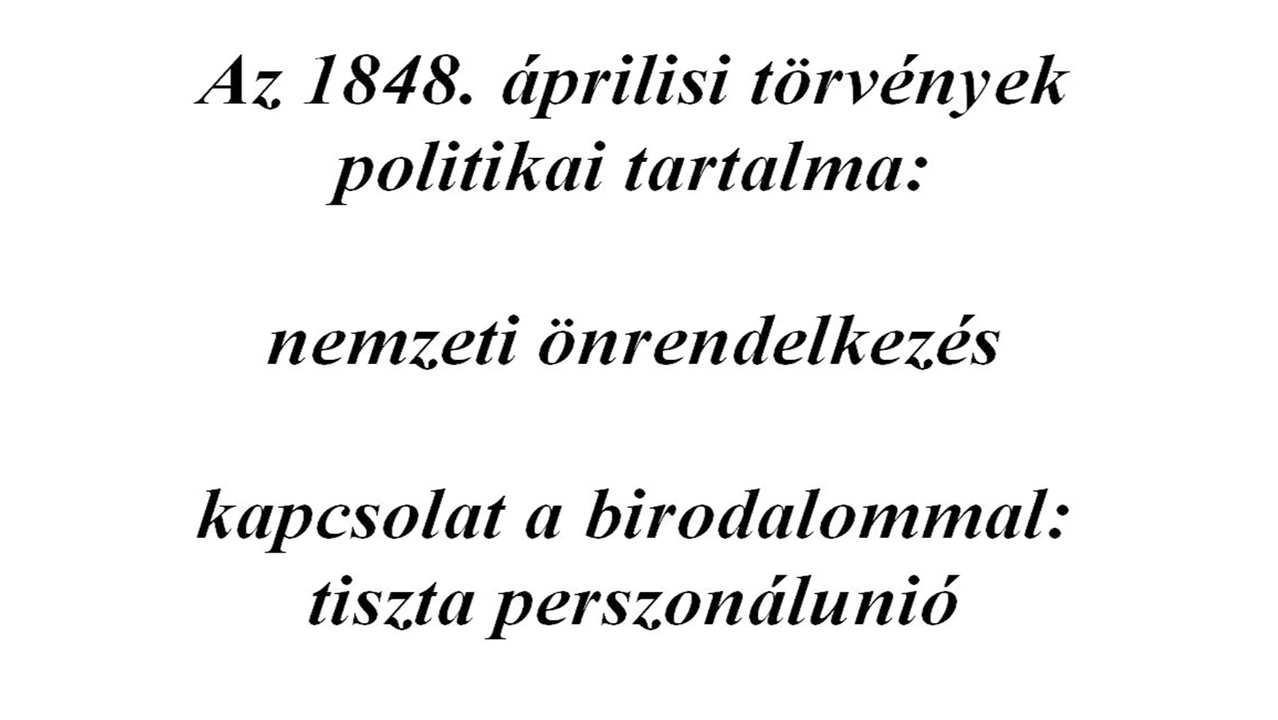 Az 1848. áprilisi törvények
politikai tartalma:
nemzeti önrendelkezés
kapcsolat a birodalommal:
tiszta perszonálunió